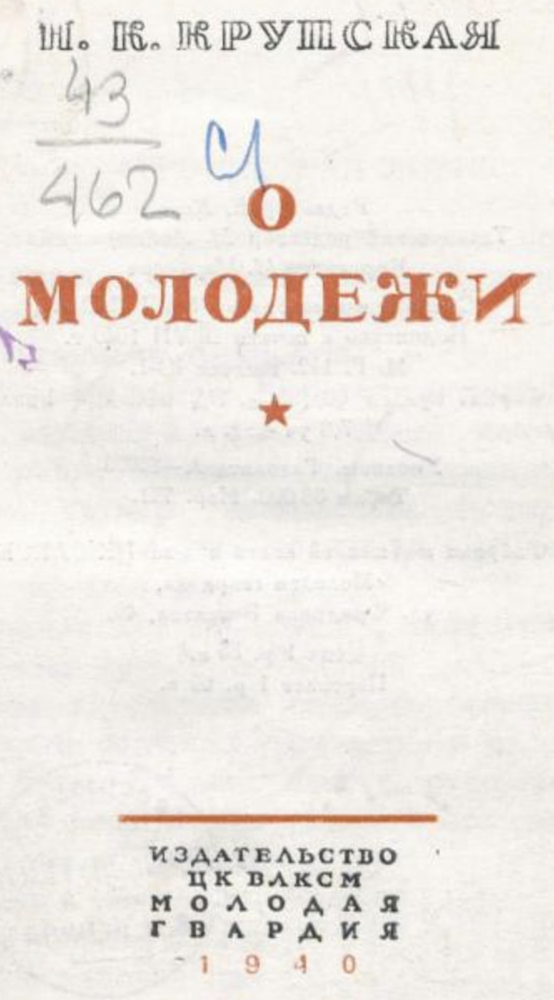 Н. К. КРУПСКАЯ
43
462
О
МОЛОДЕЖИ
ИЗДАТЕЛЬСТВО
ЦК ВЛКСМ
МОЛОДАЯ
ГВАРДИЯ
1940